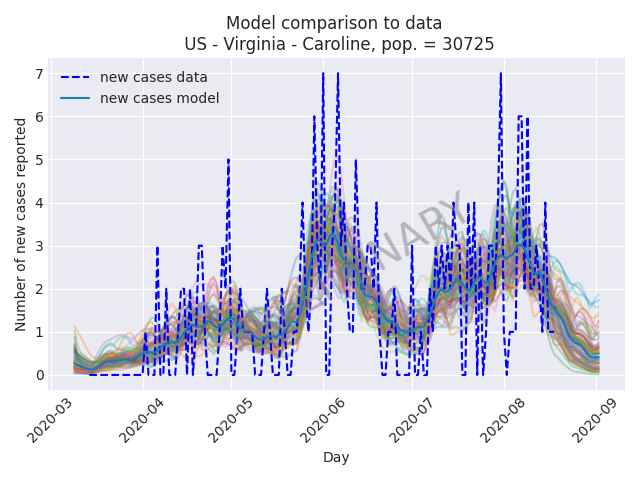 Model comparison to data
US - Virginia - Caroline, pop. = 30725
new cases data
new cases model
Number of new cases reported
7
6
5
4
3
2
1
0
2020-03
2020-04
2020-05
2020-06
2020-07
2020-08
2020-09
Day